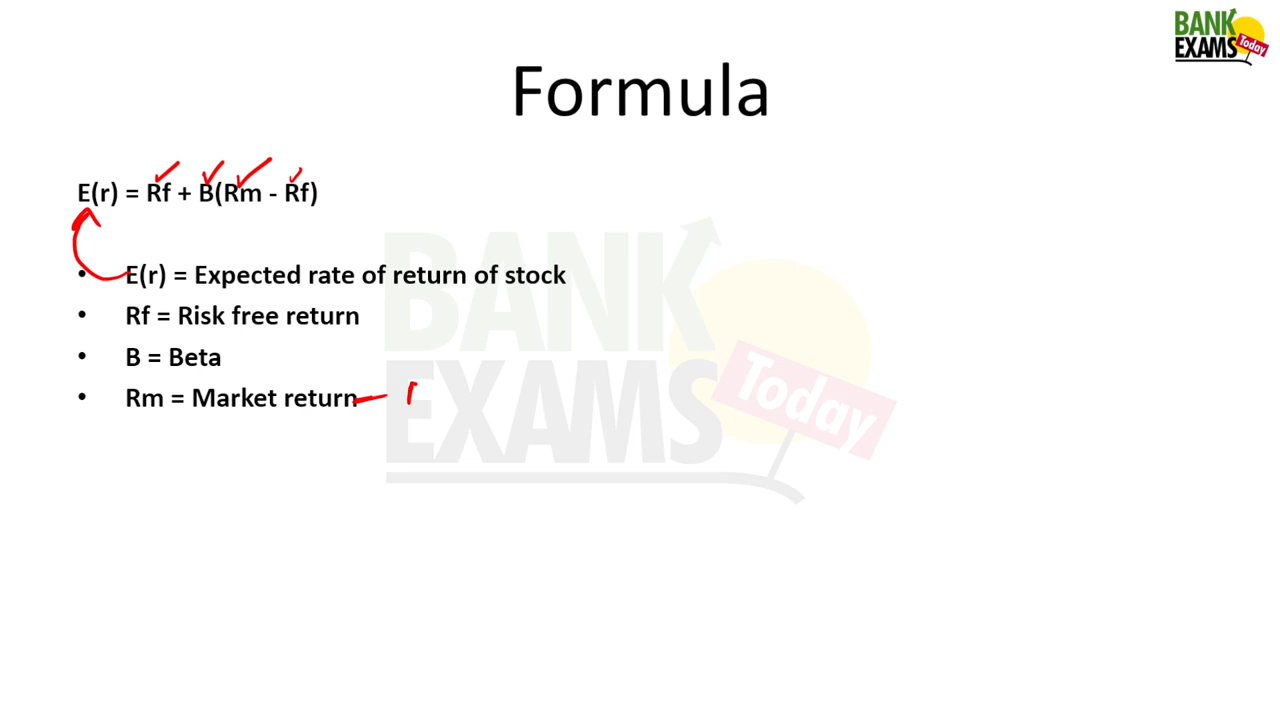 BANK
EXAMS Today
Formula
E(r) = Rf + B(Rm - Rf)
• E(r) = Expected rate of return of stock
• Rf = Risk free return
• B = Beta
• Rm = Market return
BANK
EXAMS Today